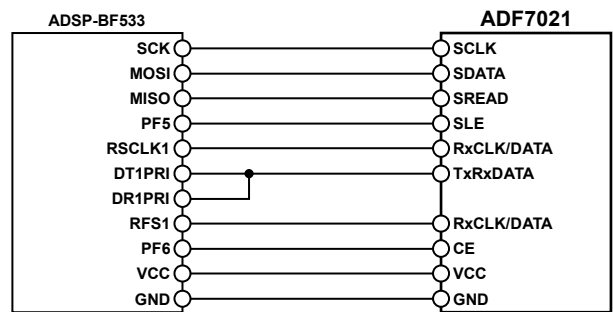 ADSP-BF533 ADF7021
SCK SCLK
MOSI SDATA
MISO SREAD
PF5 SLE
RSCLK1 RxCLK/DATA
DT1PRI TxRxDATA
DR1PRI
RFS1 RxCLK/DATA
PF6 CE
VCC VCC
GND GND